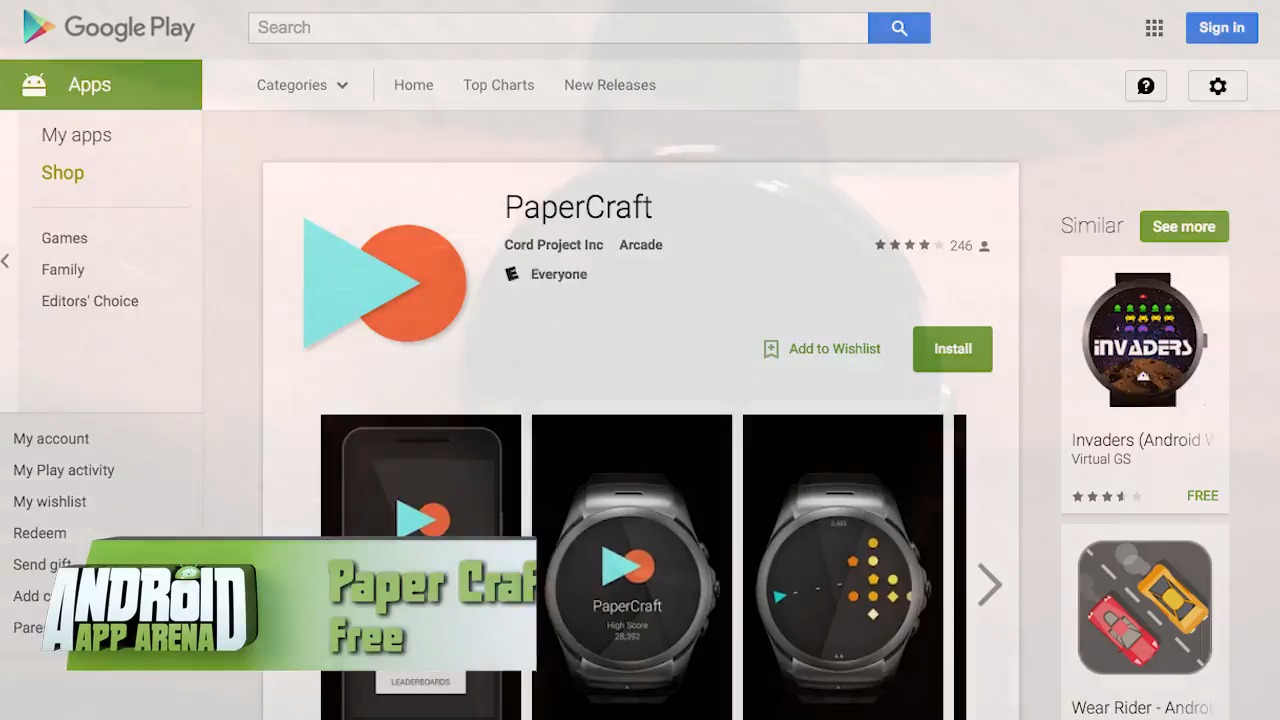 Google Play
Search
Sign in
Apps
Categories
Home
Top Charts
New Releases
My apps
Shop
Games
Family
Editors' Choice
My account
My Play activity
My wishlist
Redeem
Send gift
Add c
Pare
PaperCraft
Cord Project Inc Arcade
246
Everyone
Add to Wishlist
Install
Similar
See more
INVADERS
Invaders (Android W
Virtual GS
FREE
Wear Rider - Androi
PaperCraft
High Score
28,392
LEADERBOARDS
ANDROID
APP ARENA
Paper Craf
Free